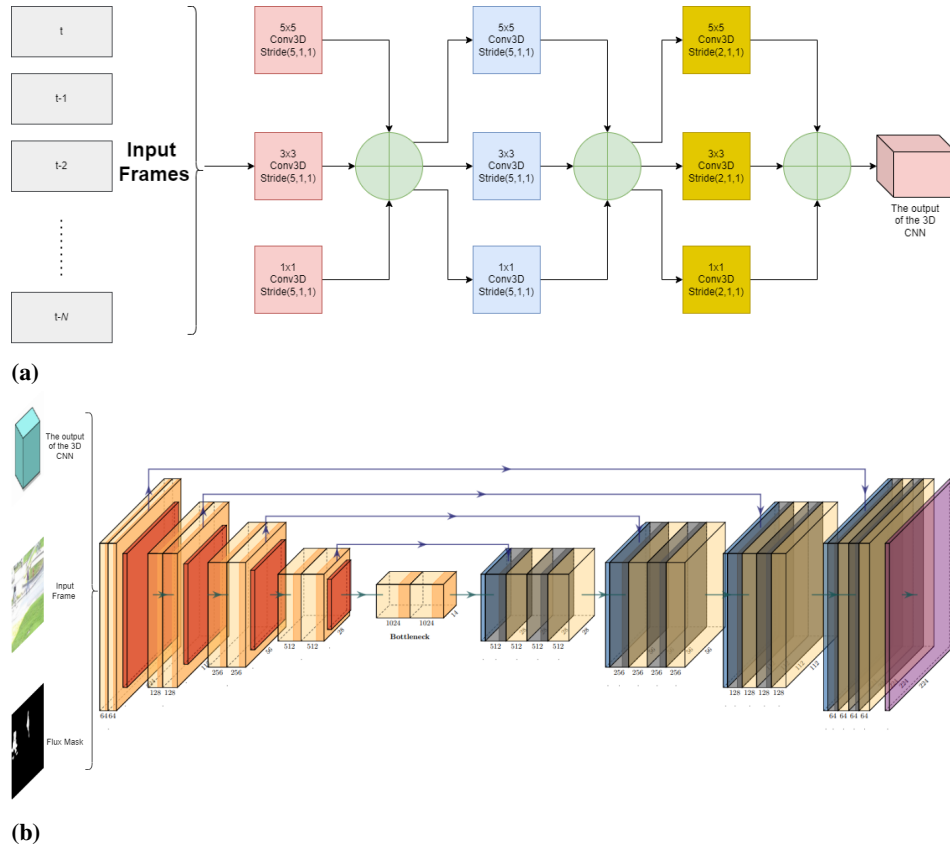 t
t-1
t-2
t-N
Input
Frames
5x5
Conv3D
Stride(5,1,1)
3x3
Conv3D
Stride(5,1,1)
1x1
Conv3D
Stride(5,1,1)
5x5
Conv3D
Stride(5,1,1)
3x3
Conv3D
Stride(5,1,1)
1x1
Conv3D
Stride(5,1,1)
5x5
Conv3D
Stride(2,1,1)
3x3
Conv3D
Stride(2,1,1)
1x1
Conv3D
Stride(2,1,1)
The output
of the 3D
CNN
(a)
The output
of the 3D
CNN
Input
Frame
Flux Mask
64 64
128 128
256 256
56
512 512
28
1024 1024
14
Bottleneck
512 512 512 512
28
256 256 256 256
56
128 128 128 128
112
64 64 64 64
224
224
(b)